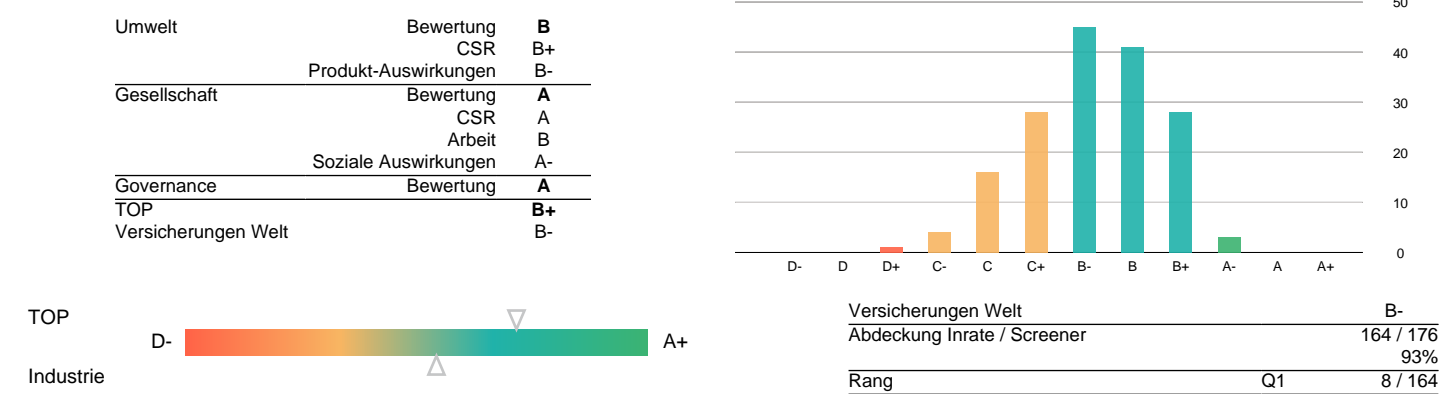 Umwelt Bewertung B
CSR B+
Produkt-Auswirkungen B-
Gesellschaft Bewertung A
CSR A
Arbeit B
Soziale Auswirkungen A-
Governance Bewertung A
TOP B+
Versicherungen Welt B-
50
40
30
20
10
0
D- D D+ C- C C+ B- B B+ A- A A+
TOP
D- A+
Industrie
Versicherungen Welt B-
Abdeckung Inrate / Screener 164 / 176
93%
Rang Q1 8 / 164